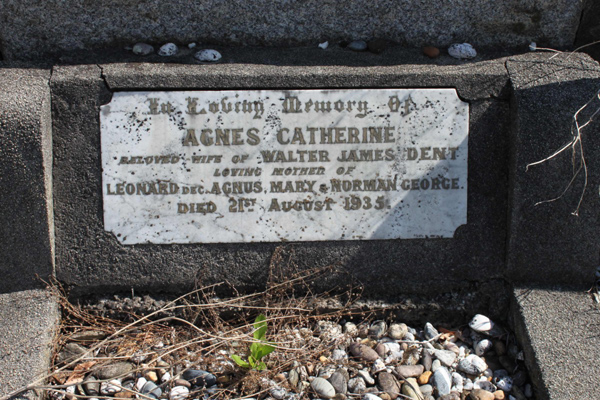 In Loving Memory Of
AGNES CATHERINE
BELOVED WIFE OF WALTER JAMES DENT
LOVING MOTHER OF
LEONARD DEC. AGNUS, MARY & NORMAN GEORGE.
DIED 21ST AUGUST 1935.